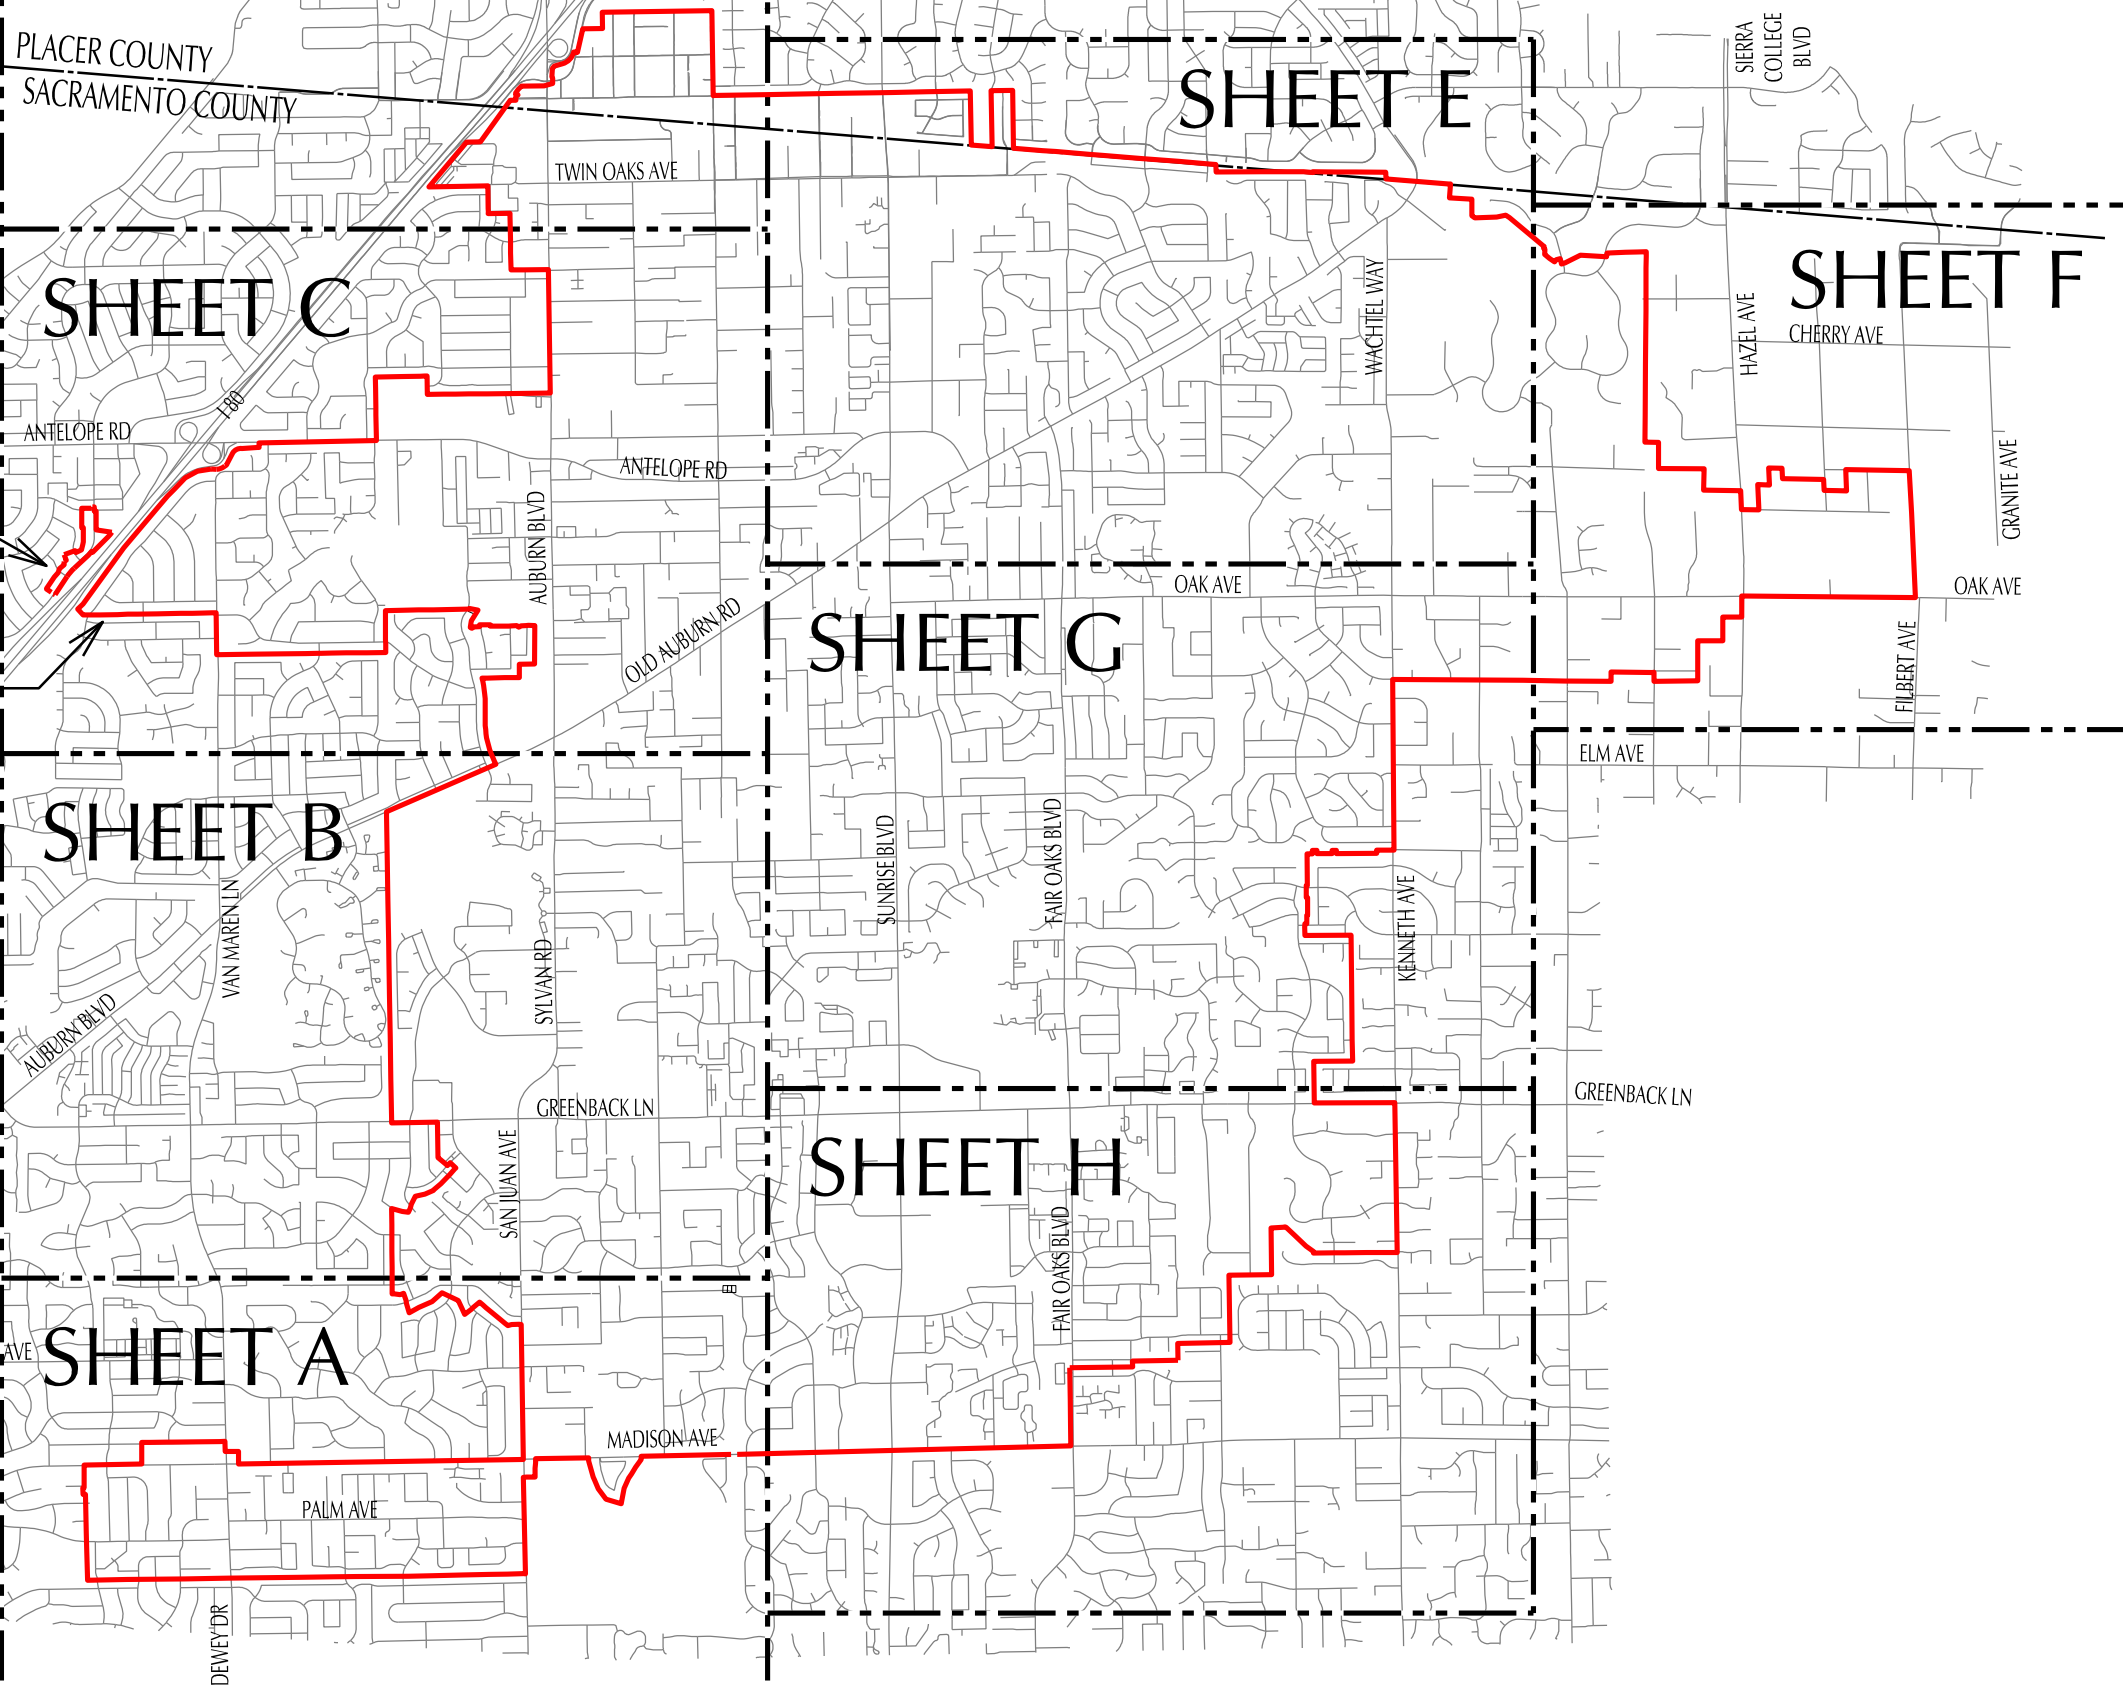 PLACER COUNTY
SACRAMENTO COUNTY
SHEET E
SIERRA
COLLEGE
BLVD
TWIN OAKS AVE
SHEET C
WACHTEL WAY
HAZEL AVE
SHEET F
CHERRY AVE
I 80
ANTELOPE RD
ANTELOPE RD
AUBURN BLVD
GRANITE AVE
OAK AVE
OAK AVE
OLD AUBURN RD
SHEET G
FILBERT AVE
ELM AVE
SHEET B
VAN MAREN LN
SUNRISE BLVD
FAIR OAKS BLVD
KENNETH AVE
SYLVAN RD
AUBURN BLVD
GREENBACK LN
GREENBACK LN
SAN JUAN AVE
SHEET H
FAIR OAKS BLVD
AVE
SHEET A
MADISON AVE
PALM AVE
DEWEY DR